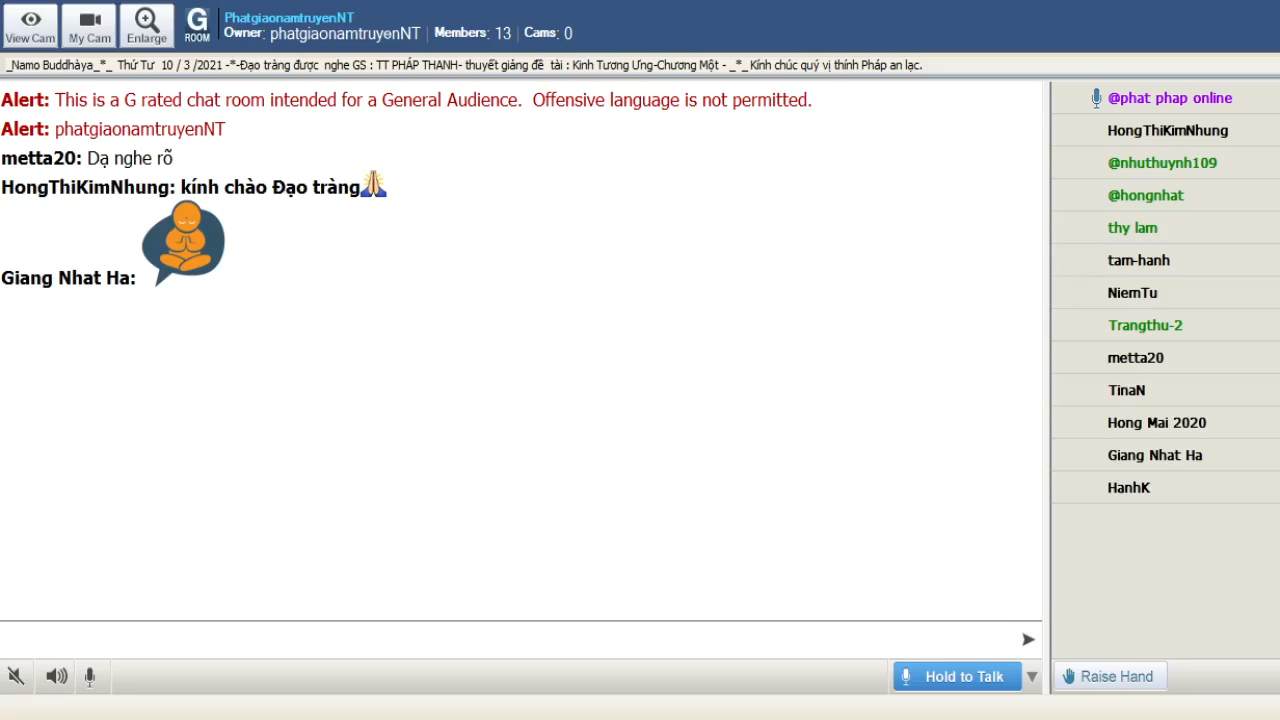 View Cam
My Cam
Enlarge
G
ROOM
PhatgiaonamtruyenNT
Owner: phatgiaonamtruyenNT | Members: 13 | Cams: 0
_Namo Buddhàya_*_ Thứ Tư 10 / 3 /2021 -*-Đạo tràng được nghe GS : TT PHÁP THANH- thuyết giảng đề tài : Kinh Tương Ưng-Chương Một - _*_Kính chúc quý vị thính Pháp an lạc.
Alert: This is a G rated chat room intended for a General Audience. Offensive language is not permitted.
Alert: phatgiaonamtruyenNT
metta20: Dạ nghe rõ
HongThiKimNhung: kính chào Đạo tràng
Giang Nhat Ha:
@phat phap online
HongThiKimNhung
@nhuthuynh109
@hongnhat
thy lam
tam-hanh
NiemTu
Trangthu-2
metta20
TinaN
Hong Mai 2020
Giang Nhat Ha
HanhK
Hold to Talk
Raise Hand